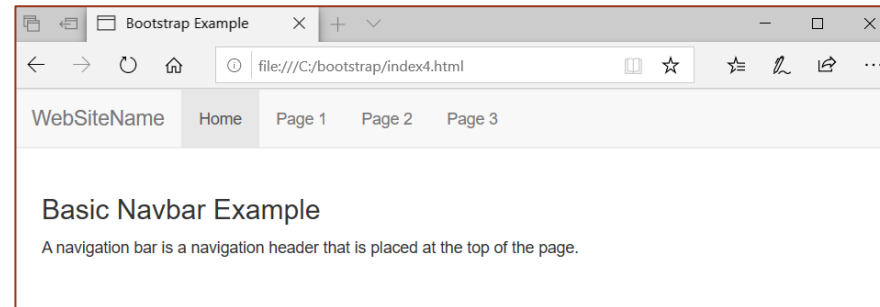 Bootstrap Example
file:///C:/bootstrap/index4.html
WebSiteName Home Page 1 Page 2 Page 3
Basic Navbar Example
A navigation bar is a navigation header that is placed at the top of the page.